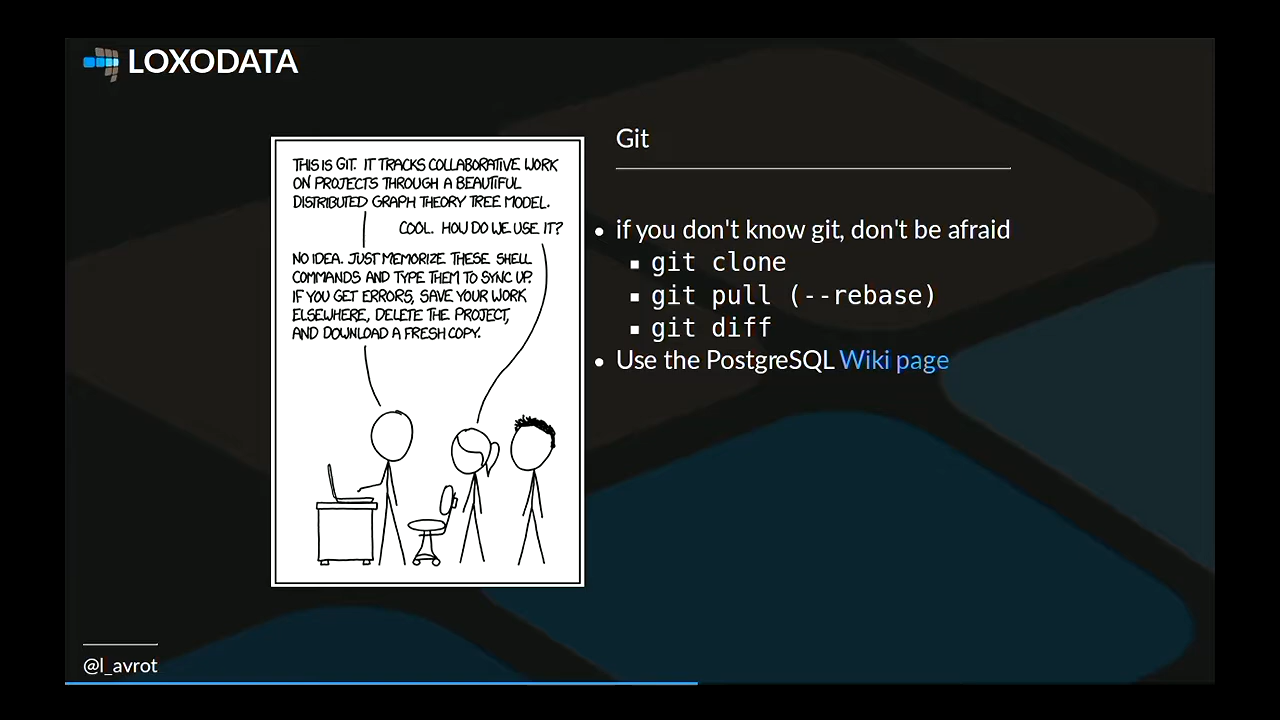 LOXODATA
THIS IS GIT. IT TRACKS COLLABORATIVE WORK
ON PROJECTS THROUGH A BEAUTIFUL
DISTRIBUTED GRAPH THEORY TREE MODEL.
COOL. HOW DO WE USE IT?
NO IDEA. JUST MEMORIZE THESE SHELL
COMMANDS AND TYPE THEM TO SYNC UP.
IF YOU GET ERRORS, SAVE YOUR WORK
ELSEWHERE, DELETE THE PROJECT,
AND DOWNLOAD A FRESH COPY.
Git
if you don't know git, don't be afraid
git clone
git pull (--rebase)
git diff
Use the PostgreSQL Wiki page
@l_avrot